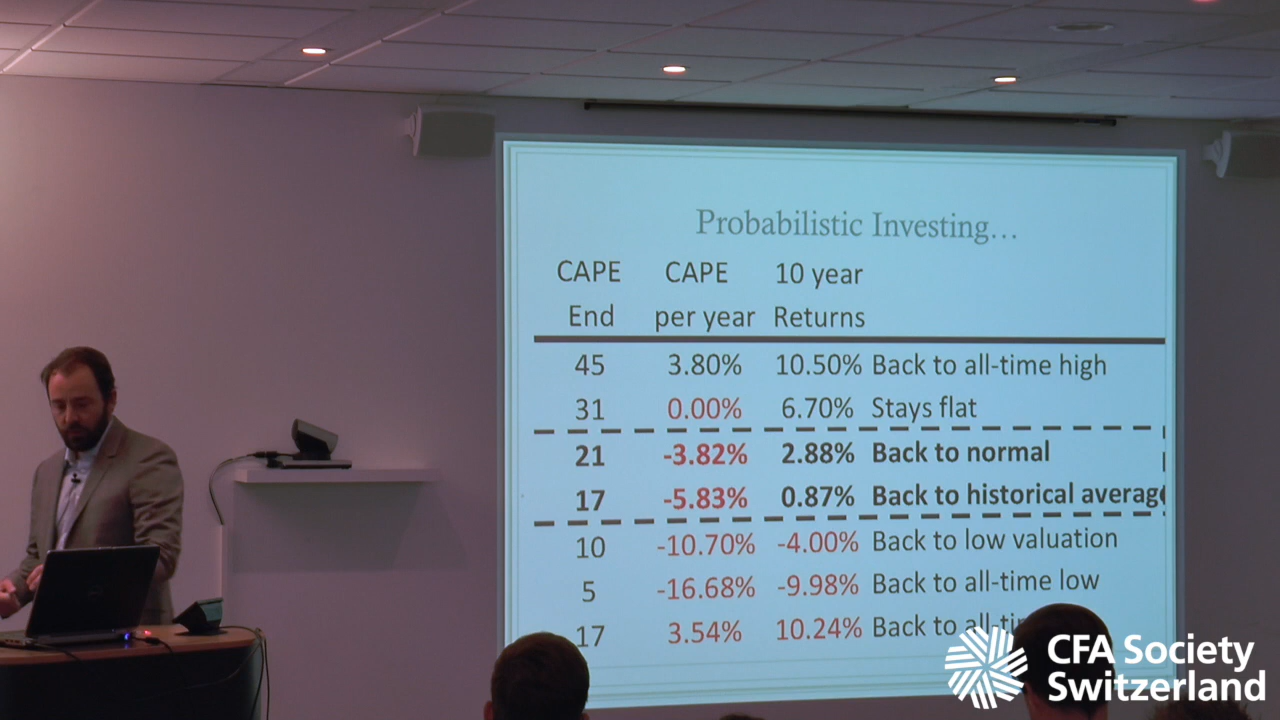 Probabilistic Investing...
CAPE CAPE 10 year
End per year Returns
45 3.80% 10.50% Back to all-time high
31 0.00% 6.70% Stays flat
21 -3.82% 2.88% Back to normal
17 -5.83% 0.87% Back to historical average
10 -10.70% -4.00% Back to low valuation
5 -16.68% -9.98% Back to all-time low
17 3.54% 10.24% Back to
CFA Society
Switzerland